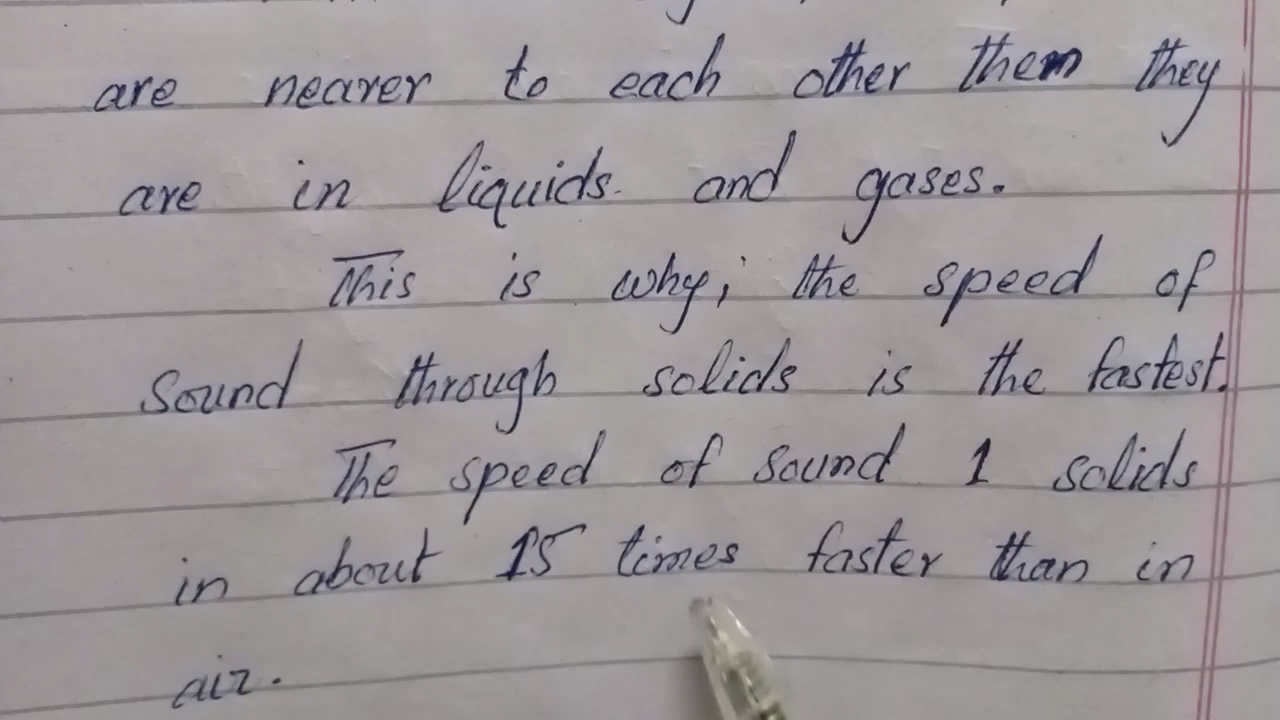 are nearer to each other them they
are in liquids. and gases.
This is why; the speed of
sound through solids is the fastest.
The speed of sound 1 solids
in about 15 times faster than in
air.